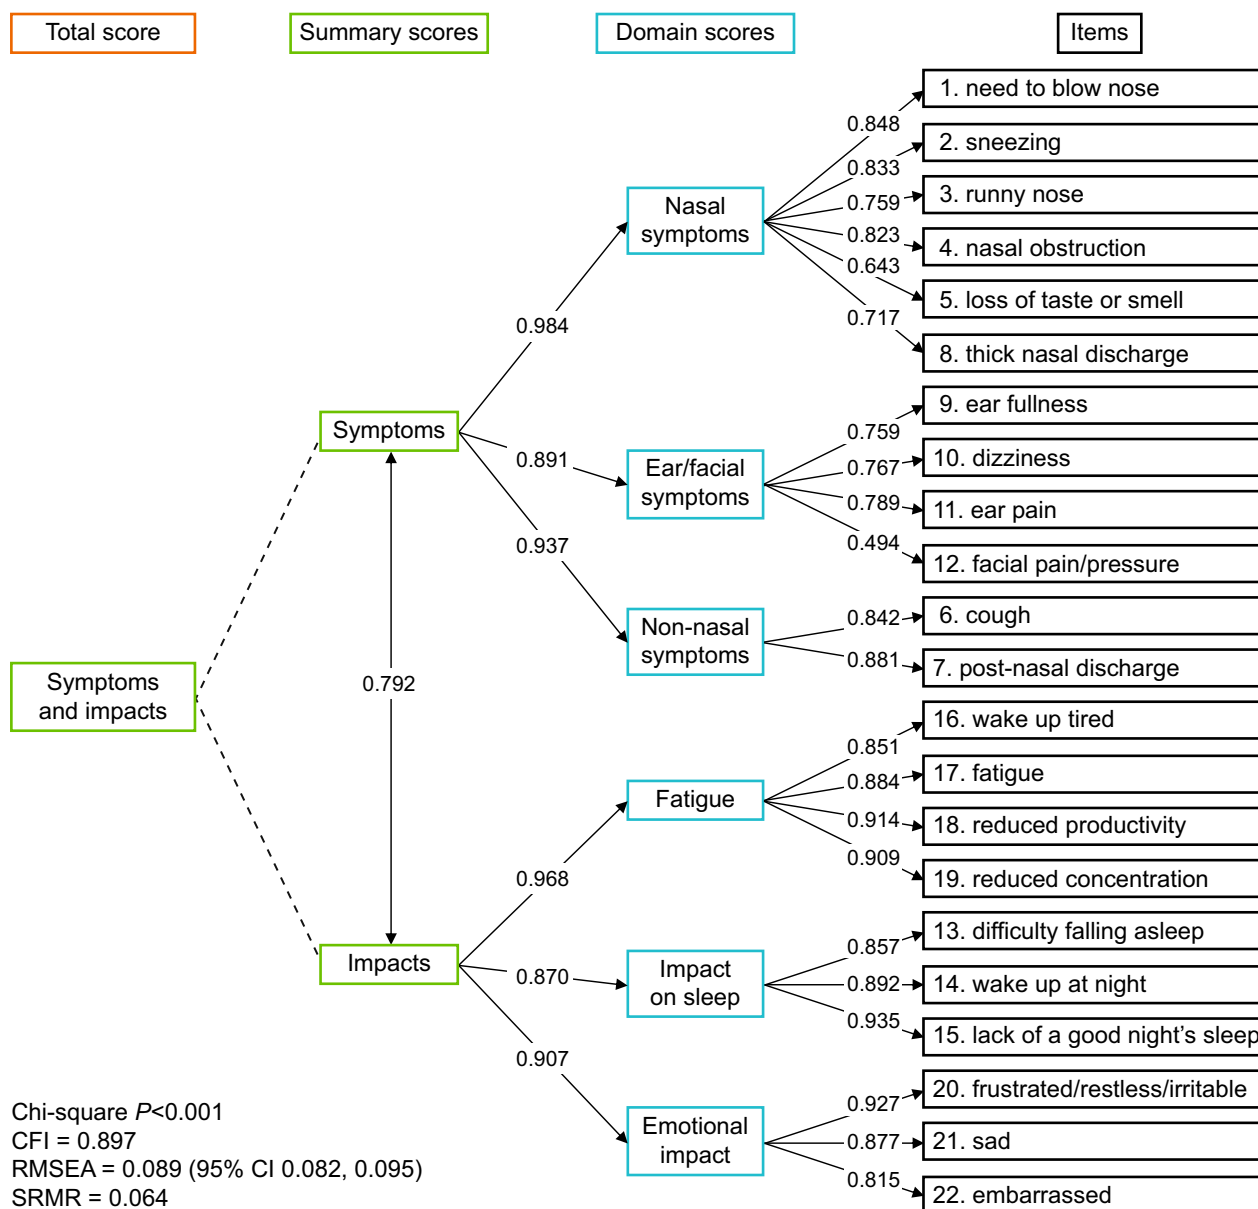 Total score
Summary scores
Domain scores
Items
Symptoms
and impacts
Symptoms
0.792
Impacts
0.984
0.891
0.937
0.968
0.870
0.907
Nasal
symptoms
0.848
0.833
0.759
0.823
0.643
0.717
1. need to blow nose
2. sneezing
3. runny nose
4. nasal obstruction
5. loss of taste or smell
8. thick nasal discharge
Ear/facial
symptoms
0.759
0.767
0.789
0.494
9. ear fullness
10. dizziness
11. ear pain
12. facial pain/pressure
Non-nasal
symptoms
0.842
0.881
6. cough
7. post-nasal discharge
Fatigue
0.851
0.884
0.914
0.909
16. wake up tired
17. fatigue
18. reduced productivity
19. reduced concentration
Impact
on sleep
0.857
0.892
0.935
13. difficulty falling asleep
14. wake up at night
15. lack of a good night's sleep
Emotional
impact
0.927
0.877
0.815
20. frustrated/restless/irritable
21. sad
22. embarrassed
Chi-square P<0.001
CFI = 0.897
RMSEA = 0.089 (95% CI 0.082, 0.095)
SRMR = 0.064